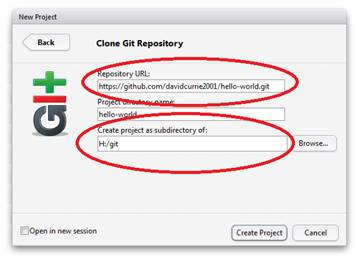 New Project
Back
Clone Git Repository
Repository URL:
https://github.com/davidcurrie2001/hello-world.git
Project directory name:
hello-world
Create project as subdirectory of:
H:/git
Browse...
Open in new session
Create Project
Cancel